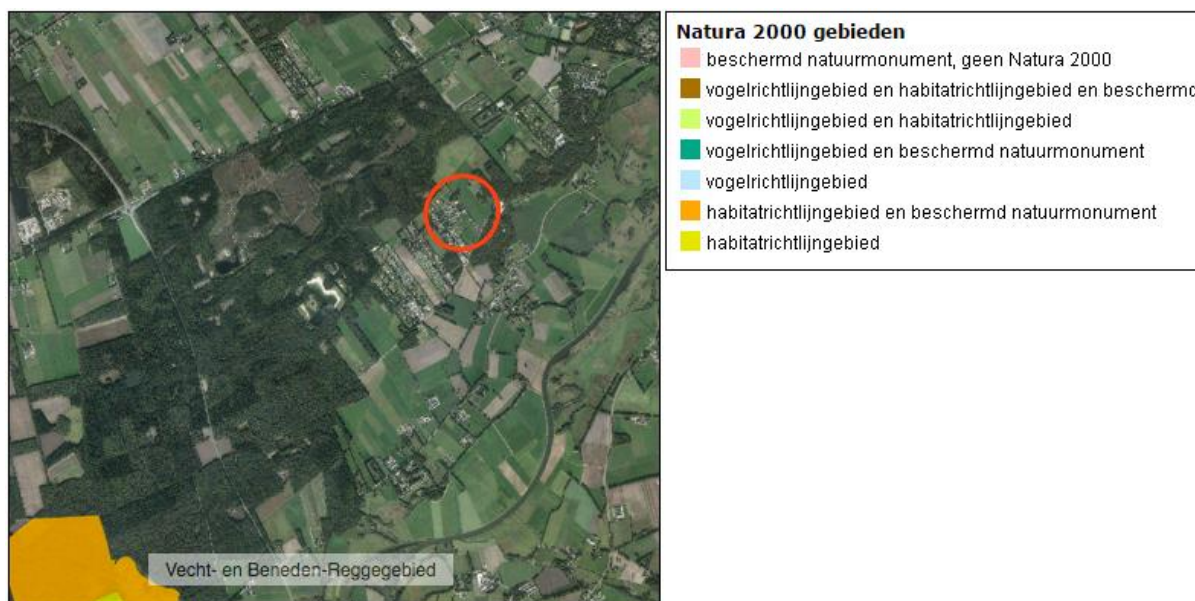 Natura 2000 gebieden
beschermd natuurmonument, geen Natura 2000
vogelrichtlijngebied en habitatrichtlijngebied en beschermd
vogelrichtlijngebied en habitatrichtlijngebied
vogelrichtlijngebied en beschermd natuurmonument
vogelrichtlijngebied
habitatrichtlijngebied en beschermd natuurmonument
habitatrichtlijngebied
Vecht- en Beneden-Reggegebied